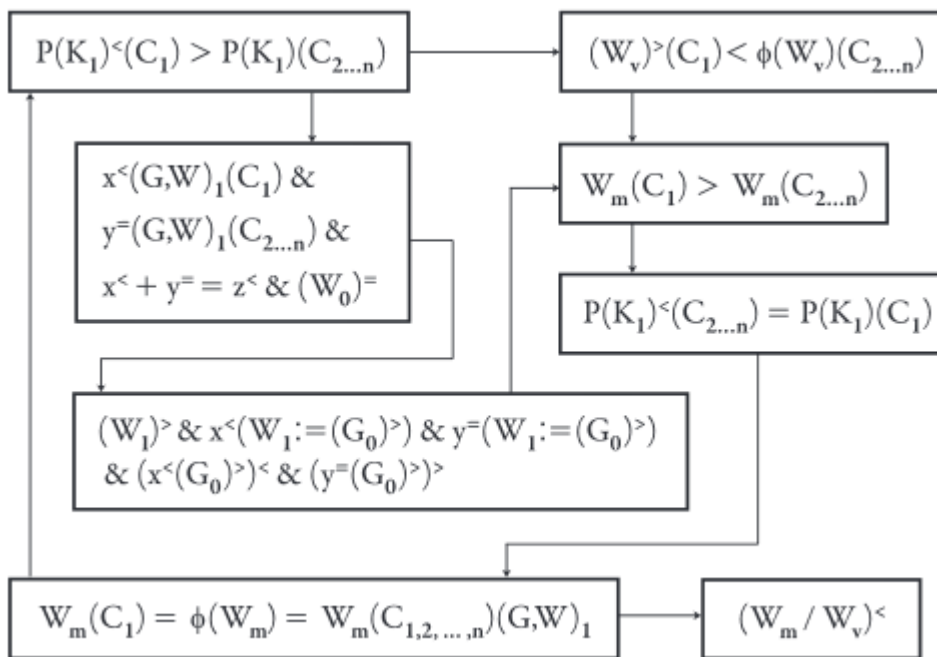 P(K₁)^<(C₁) > P(K₁)(C₂...ₙ)
(Wᵥ)^>(C₁) < ϕ(Wᵥ)(C₂...ₙ)
x^<(G,W)₁(C₁) &
y^=(G,W)₁(C₂...ₙ) &
x^< + y^= = z^< & (W₀)^=
Wₘ(C₁) > Wₘ(C₂...ₙ)
P(K₁)^<(C₂...ₙ) = P(K₁)(C₁)
(W₁)^> & x^<(W₁:=(G₀)^>) & y^=(W₁:=(G₀)^>)
& (x^<(G₀)^>)^< & (y^=(G₀)^>)^>
Wₘ(C₁) = ϕ(Wₘ) = Wₘ(C₁,₂, ... ,ₙ)(G,W)₁
(Wₘ / Wᵥ)^<